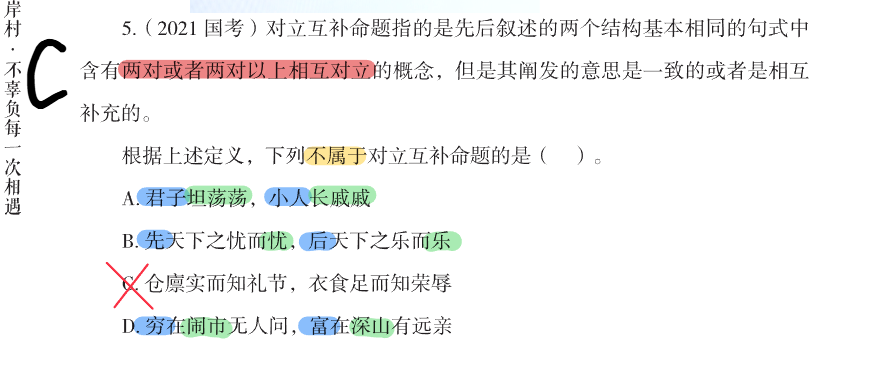 岸村·不辜负每一次相遇
C
5.（2021 国考）对立互补命题指的是先后叙述的两个结构基本相同的句式中
含有两对或者两对以上相互对立的概念，但是其阐发的意思是一致的或者是相互
补充的。
根据上述定义，下列不属于对立互补命题的是（　）。
A. 君子坦荡荡，小人长戚戚
B. 先天下之忧而忧，后天下之乐而乐
C. 仓廪实而知礼节，衣食足而知荣辱
D. 穷在闹市无人问，富在深山有远亲